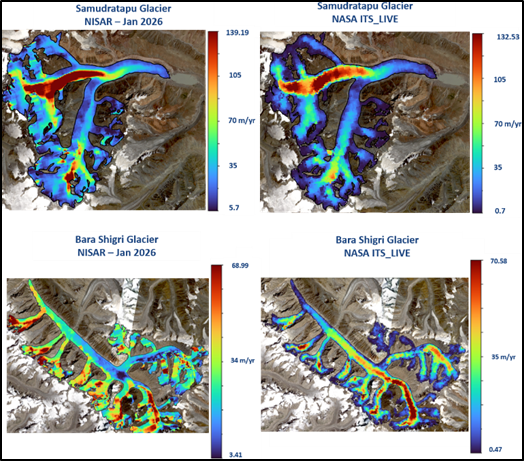 Samudratapu Glacier
NISAR – Jan 2026
139.19
105
70 m/yr
35
5.7
Samudratapu Glacier
NASA ITS_LIVE
132.53
105
70 m/yr
35
0.7
Bara Shigri Glacier
NISAR – Jan 2026
68.99
34 m/yr
3.41
Bara Shigri Glacier
NASA ITS_LIVE
70.58
35 m/yr
0.47